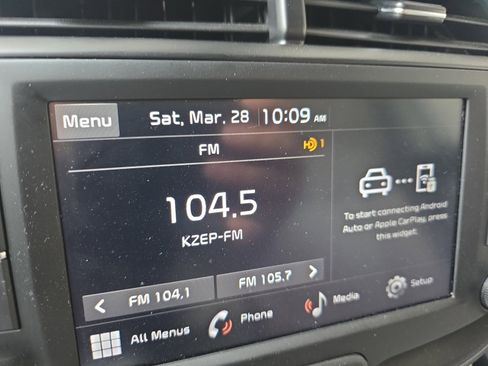 Menu
Sat, Mar. 28
10:09 AM
FM
HD 1
104.5
KZEP-FM
To start connecting Android
Auto or Apple CarPlay, press
this widget.
< FM 104.1
FM 105.7 >
All Menus
Phone
Media
Setup